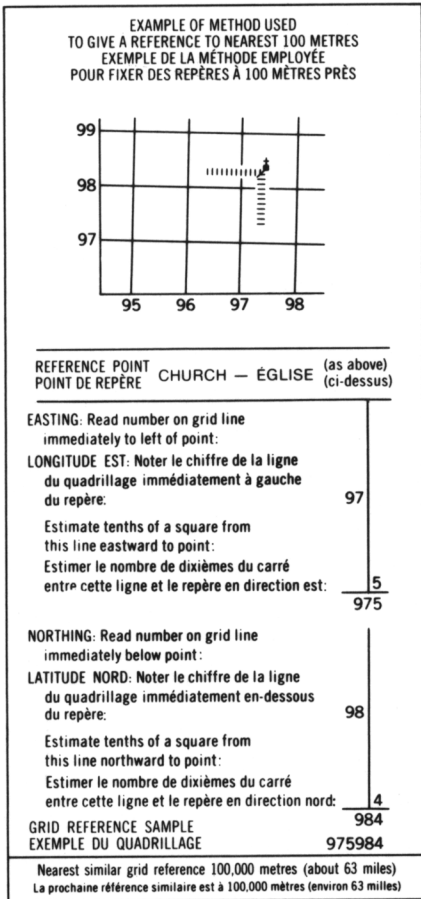 EXAMPLE OF METHOD USED
TO GIVE A REFERENCE TO NEAREST 100 METRES
EXEMPLE DE LA MÉTHODE EMPLOYÉE
POUR FIXER DES REPÈRES À 100 MÈTRES PRÈS
99
98
97
95 96 97 98
REFERENCE POINT
POINT DE REPÈRE CHURCH — ÉGLISE (as above)
(ci-dessus)
EASTING: Read number on grid line
immediately to left of point:
LONGITUDE EST: Noter le chiffre de la ligne
du quadrillage immédiatement à gauche
du repère: 97
Estimate tenths of a square from
this line eastward to point:
Estimer le nombre de dixièmes du carré
entre cette ligne et le repère en direction est: 5
975
NORTHING: Read number on grid line
immediately below point:
LATITUDE NORD: Noter le chiffre de la ligne
du quadrillage immédiatement en-dessous
du repère: 98
Estimate tenths of a square from
this line northward to point:
Estimer le nombre de dixièmes du carré
entre cette ligne et le repère en direction nord: 4
984
GRID REFERENCE SAMPLE
EXEMPLE DU QUADRILLAGE 975984
Nearest similar grid reference 100,000 metres (about 63 miles)
La prochaine référence similaire est à 100,000 mètres (environ 63 milles)